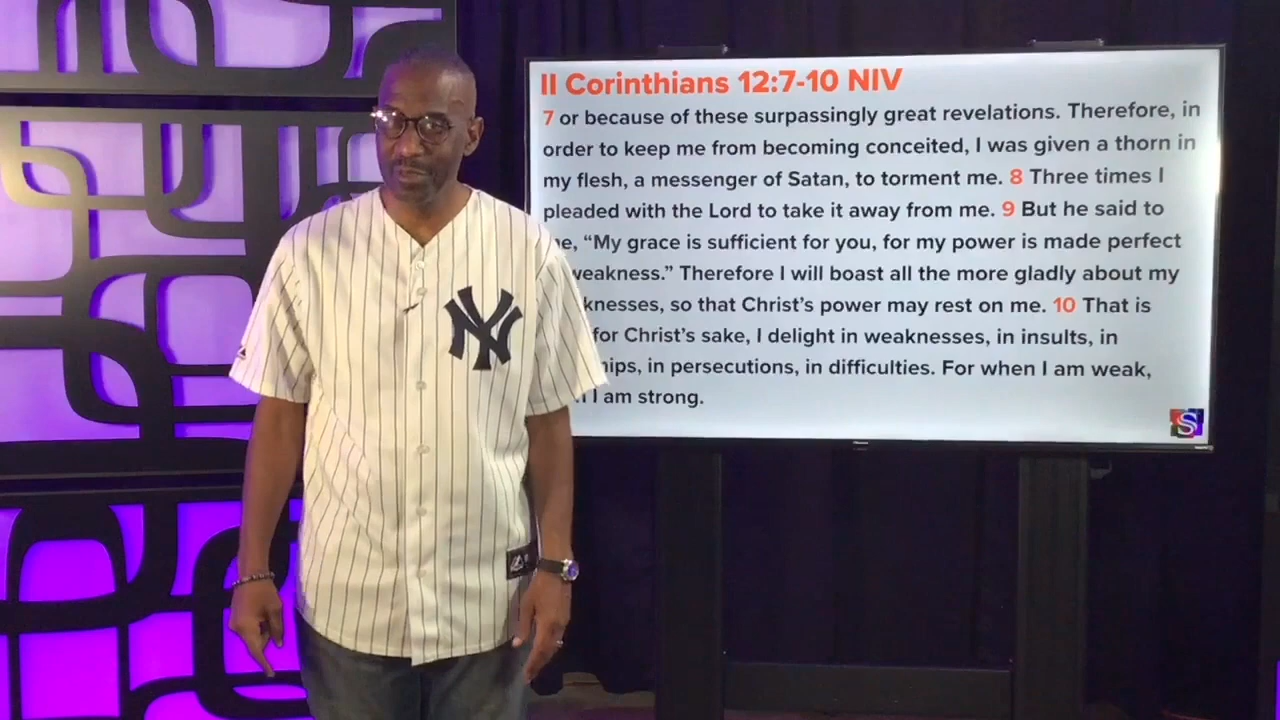 II Corinthians 12:7-10 NIV
7 or because of these surpassingly great revelations. Therefore, in
order to keep me from becoming conceited, I was given a thorn in
my flesh, a messenger of Satan, to torment me. 8 Three times I
pleaded with the Lord to take it away from me. 9 But he said to
“My grace is sufficient for you, for my power is made perfect
weakness.” Therefore I will boast all the more gladly about my
knesses, so that Christ’s power may rest on me. 10 That is
for Christ’s sake, I delight in weaknesses, in insults, in
in persecutions, in difficulties. For when I am weak,
I am strong.
NY
S